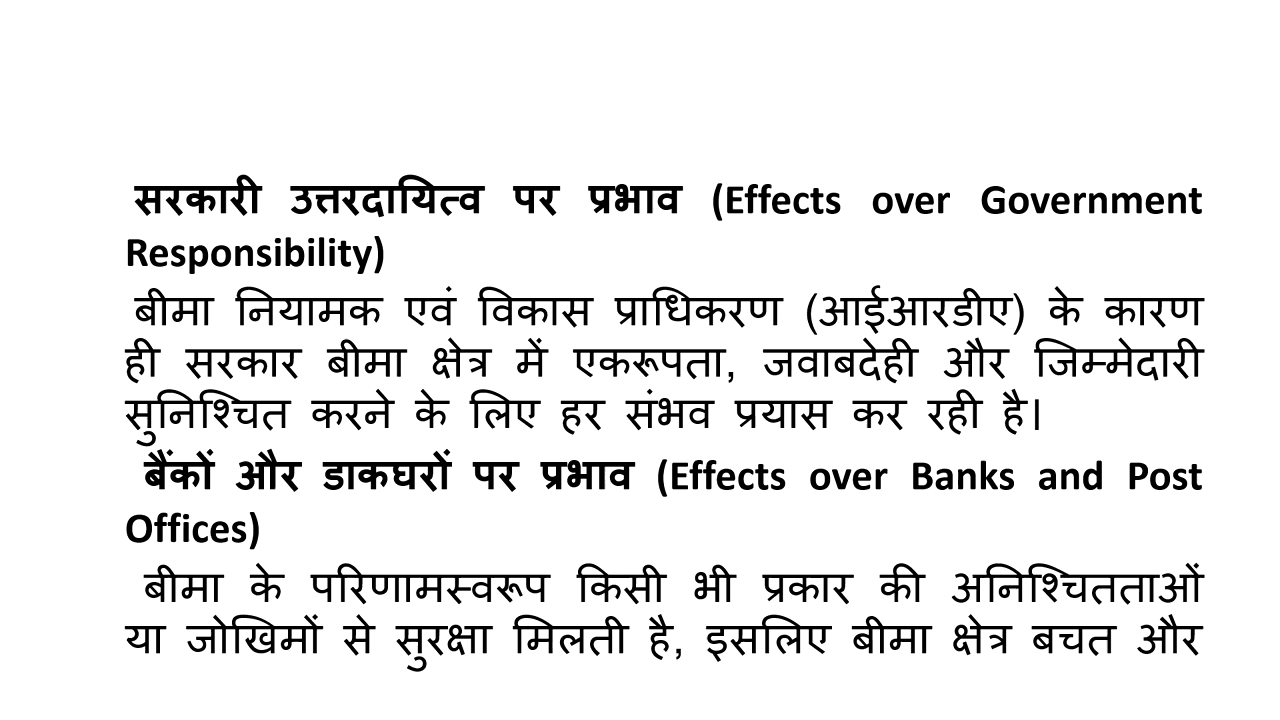 सरकारी उत्तरदायित्व पर प्रभाव (Effects over Government
Responsibility)
बीमा नियामक एवं विकास प्राधिकरण (आईआरडीए) के कारण
ही सरकार बीमा क्षेत्र में एकरूपता, जवाबदेही और जिम्मेदारी
सुनिश्चित करने के लिए हर संभव प्रयास कर रही है।
बैंकों और डाकघरों पर प्रभाव (Effects over Banks and Post
Offices)
बीमा के परिणामस्वरूप किसी भी प्रकार की अनिश्चितताओं
या जोखिमों से सुरक्षा मिलती है, इसलिए बीमा क्षेत्र बचत और